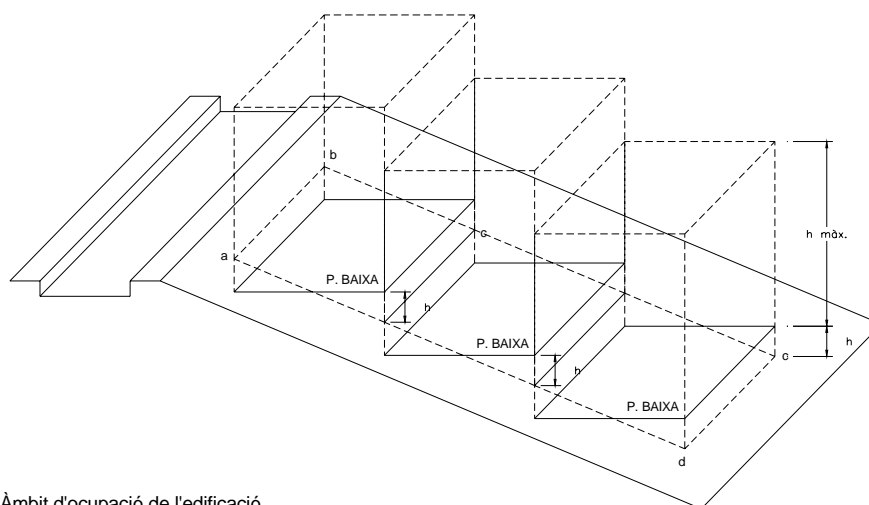 b
h màx.
c
a
P. BAIXA
h
P. BAIXA
h
h
c
P. BAIXA
d
Àmbit d'ocupació de l'edificació